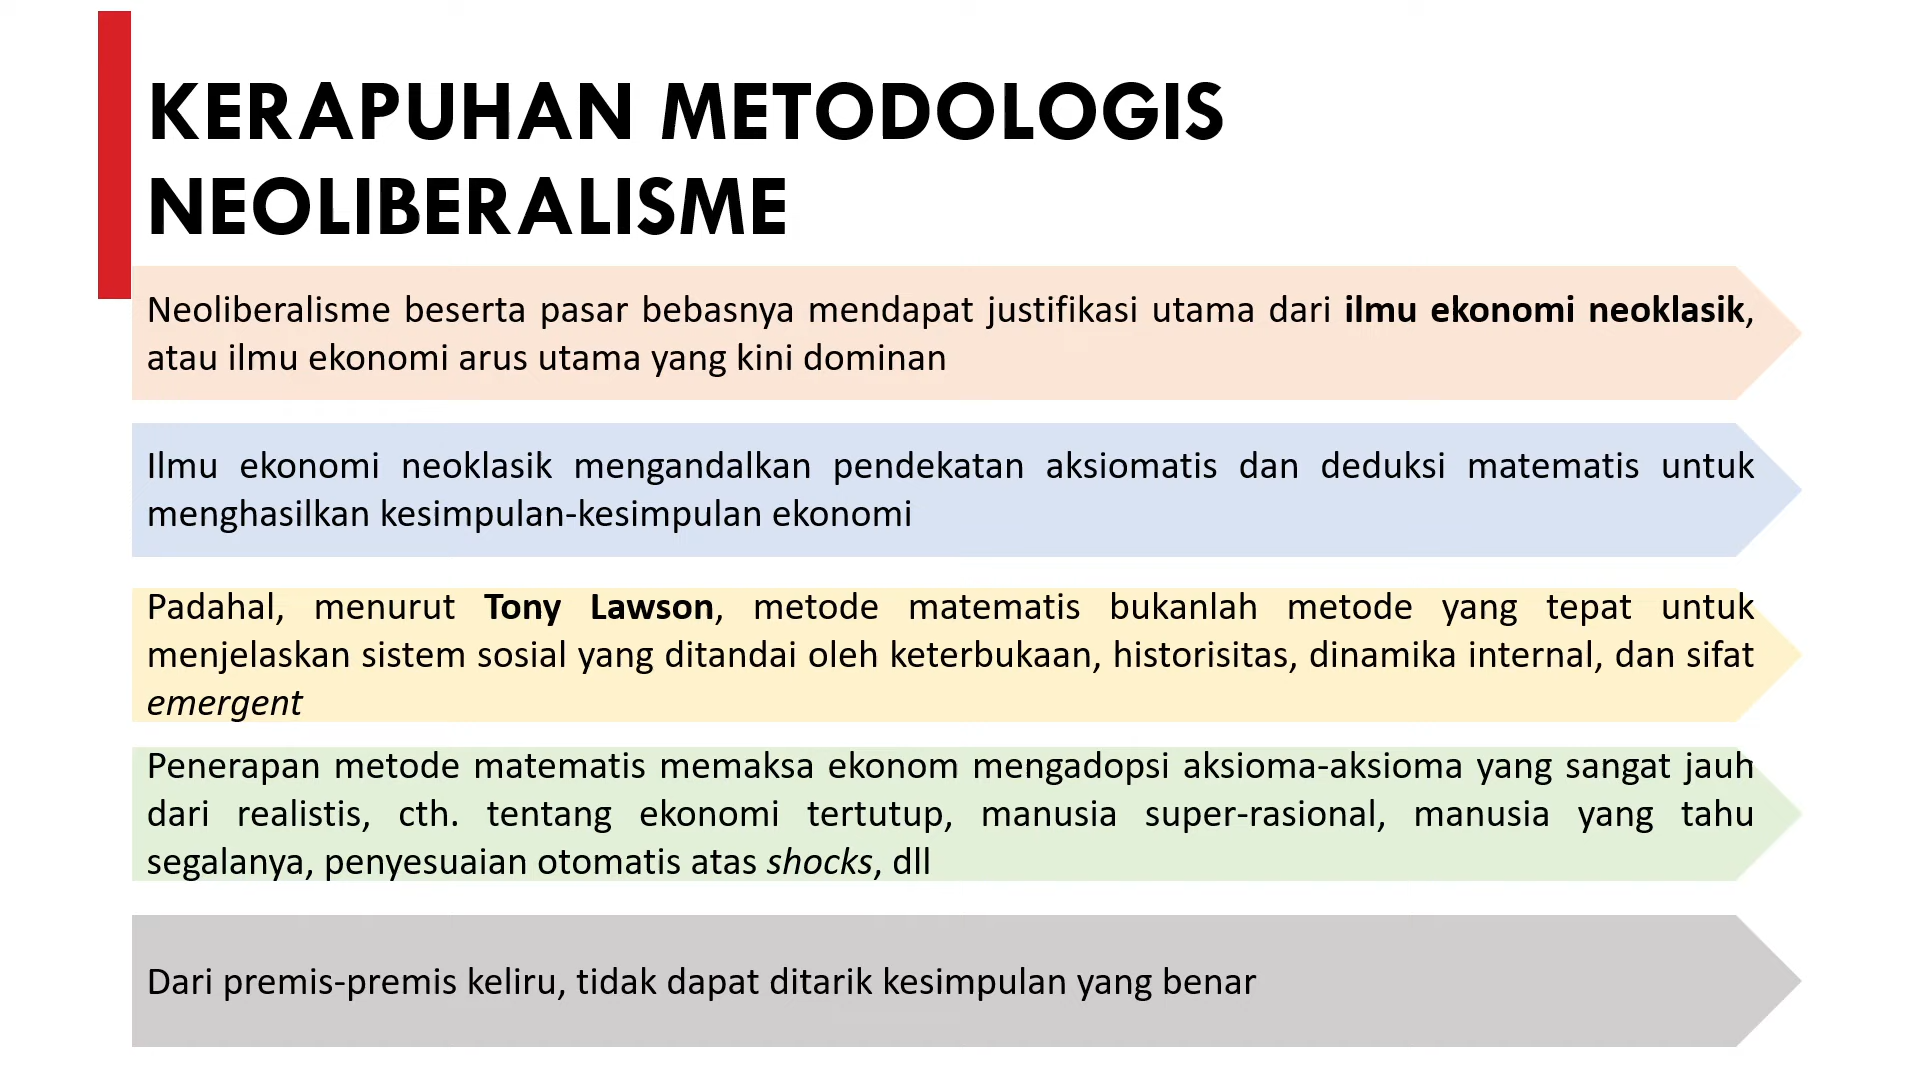 KERAPUHAN METODOLOGIS
NEOLIBERALISME
Neoliberalisme beserta pasar bebasnya mendapat justifikasi utama dari ilmu ekonomi neoklasik,
atau ilmu ekonomi arus utama yang kini dominan
Ilmu ekonomi neoklasik mengandalkan pendekatan aksiomatis dan deduksi matematis untuk
menghasilkan kesimpulan-kesimpulan ekonomi
Padahal, menurut Tony Lawson, metode matematis bukanlah metode yang tepat untuk
menjelaskan sistem sosial yang ditandai oleh keterbukaan, historisitas, dinamika internal, dan sifat
emergent
Penerapan metode matematis memaksa ekonom mengadopsi aksioma-aksioma yang sangat jauh
dari realistis, cth. tentang ekonomi tertutup, manusia super-rasional, manusia yang tahu
segalanya, penyesuaian otomatis atas shocks, dll
Dari premis-premis keliru, tidak dapat ditarik kesimpulan yang benar